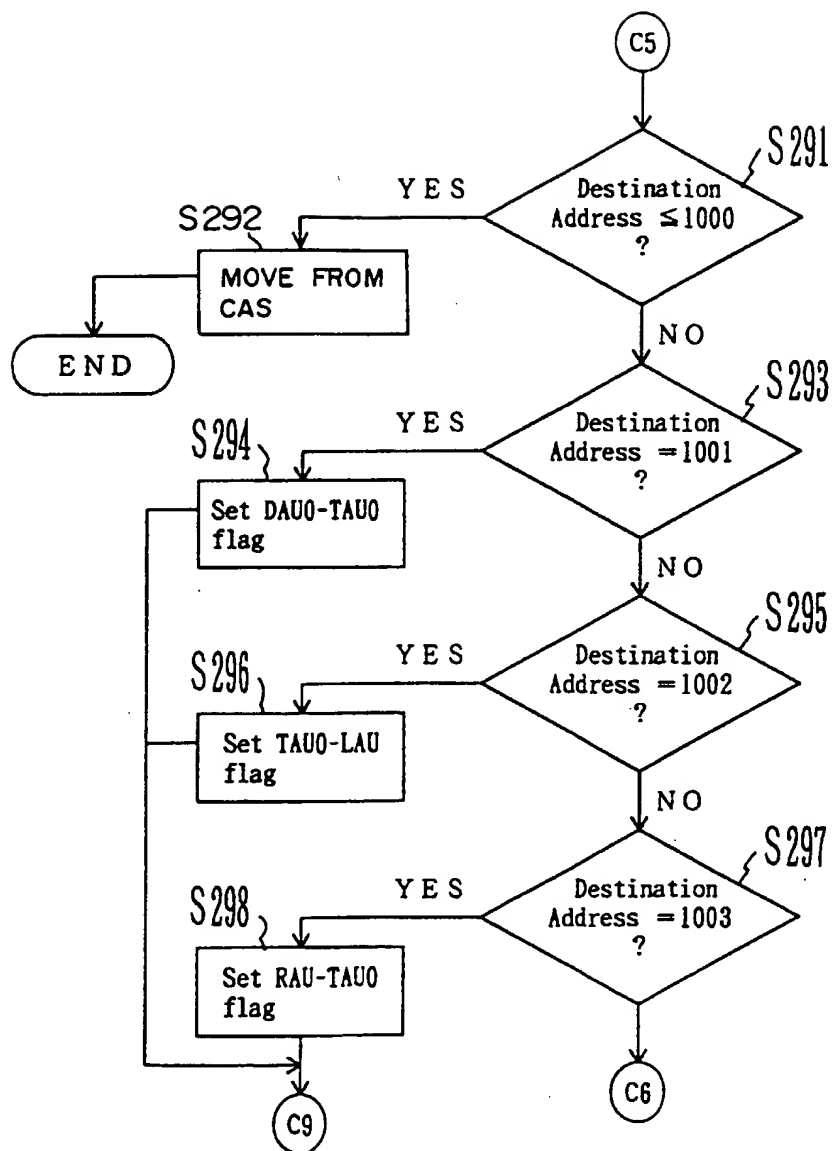 C5
S291
YES
Destination
Address ≦1000
?
S292
MOVE FROM
CAS
END
NO
S293
YES
Destination
Address =1001
?
S294
Set DAU0-TAU0
flag
NO
S295
YES
Destination
Address =1002
?
S296
Set TAU0-LAU
flag
NO
S297
YES
Destination
Address =1003
?
S298
Set RAU-TAU0
flag
C9
C6